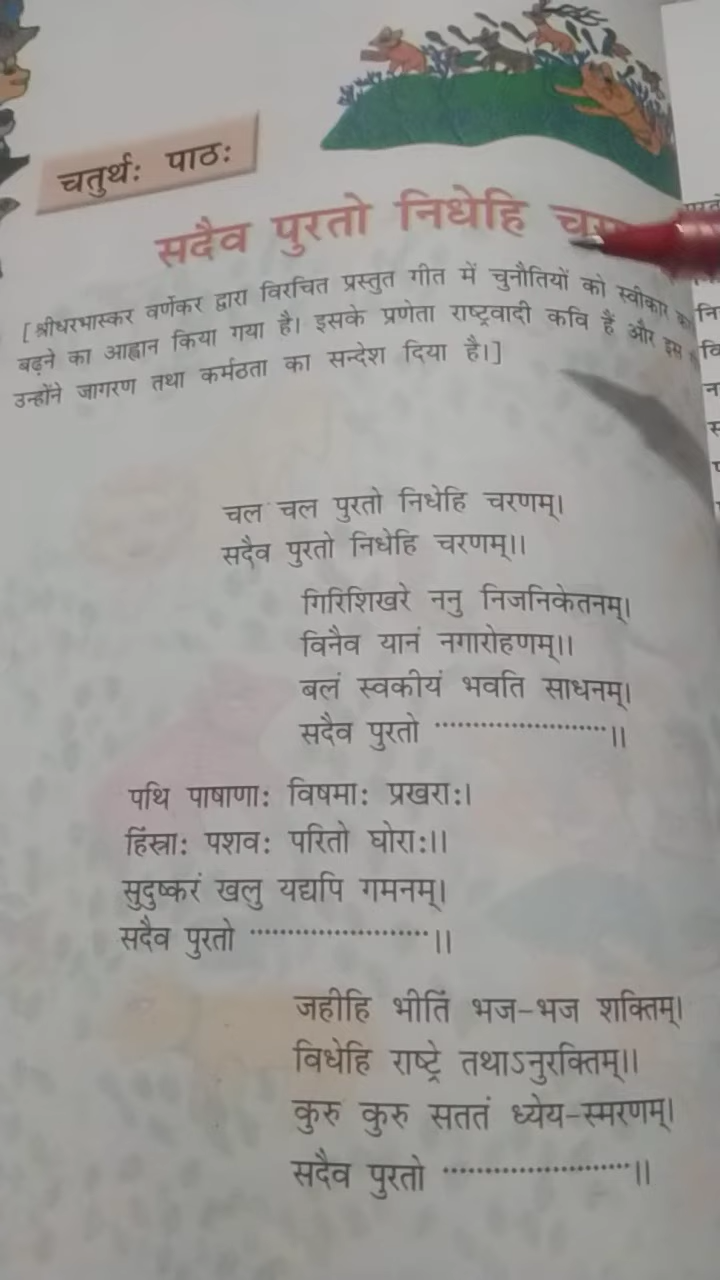 चतुर्थः पाठः
सदैव पुरतो निधेहि
[श्रीधरभास्कर वर्णेकर द्वारा विरचित प्रस्तुत गीत में चुनौतियों को स्वीकार
बढ़ने का आह्वान किया गया है। इसके प्रणेता राष्ट्रवादी कवि हैं और इस
उन्होंने जागरण तथा कर्मठता का सन्देश दिया है।]
चल चल पुरतो निधेहि चरणम्।
सदैव पुरतो निधेहि चरणम्।।
गिरिशिखरे ननु निजनिकेतनम्।
विनैव यानं नगारोहणम्।।
बलं स्वकीयं भवति साधनम्।
सदैव पुरतो ........................।।
पथि पाषाणाः विषमाः प्रखराः।
हिंस्राः पशवः परितो घोराः।।
सुदुष्करं खलु यद्यपि गमनम्।
सदैव पुरतो ........................।।
जहीहि भीतिं भज-भज शक्तिम्।
विधेहि राष्ट्रे तथाऽनुरक्तिम्।।
कुरु कुरु सततं ध्येय-स्मरणम्।
सदैव पुरतो ........................।।